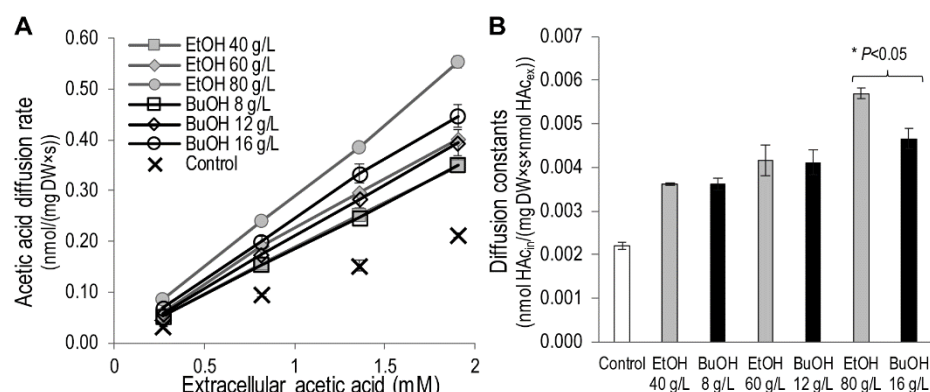 A
Acetic acid diffusion rate
(nmol/(mg DW×s)
0.60
0.50
0.40
0.30
0.20
0.10
0.00
EtOH 40 g/L
EtOH 60 g/L
EtOH 80 g/L
BuOH 8 g/L
BuOH 12 g/L
BuOH 16 g/L
Control
0
0.5
1
1.5
2
Extracellular acetic acid (mM)
B
Diffusion constants
(nmol HAcin/(mg DW×s×nmol HAcex))
0.008
0.007
0.006
0.005
0.004
0.003
0.002
0.001
0.000
* P<0.05
Control
EtOH
40 g/L
BuOH
8 g/L
EtOH
60 g/L
BuOH
12 g/L
EtOH
80 g/L
BuOH
16 g/L